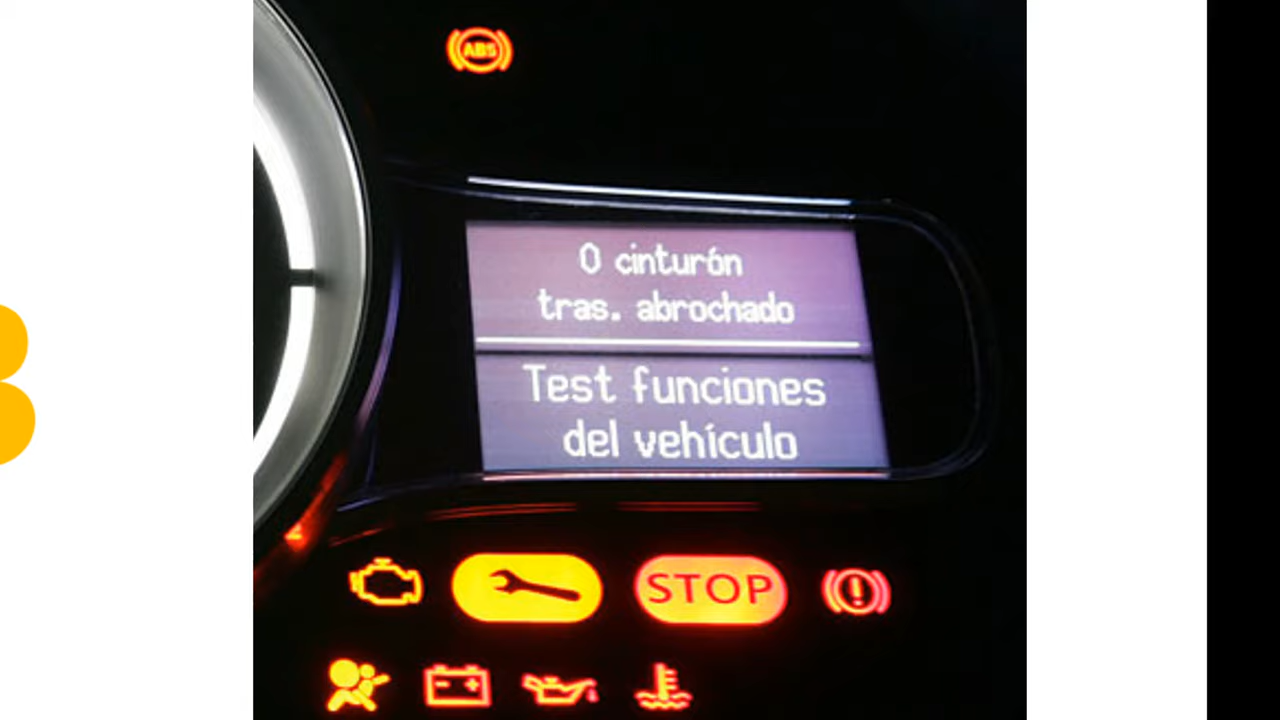 ABS
0 cinturón
tras. abrochado
Test funciones
del vehículo
STOP